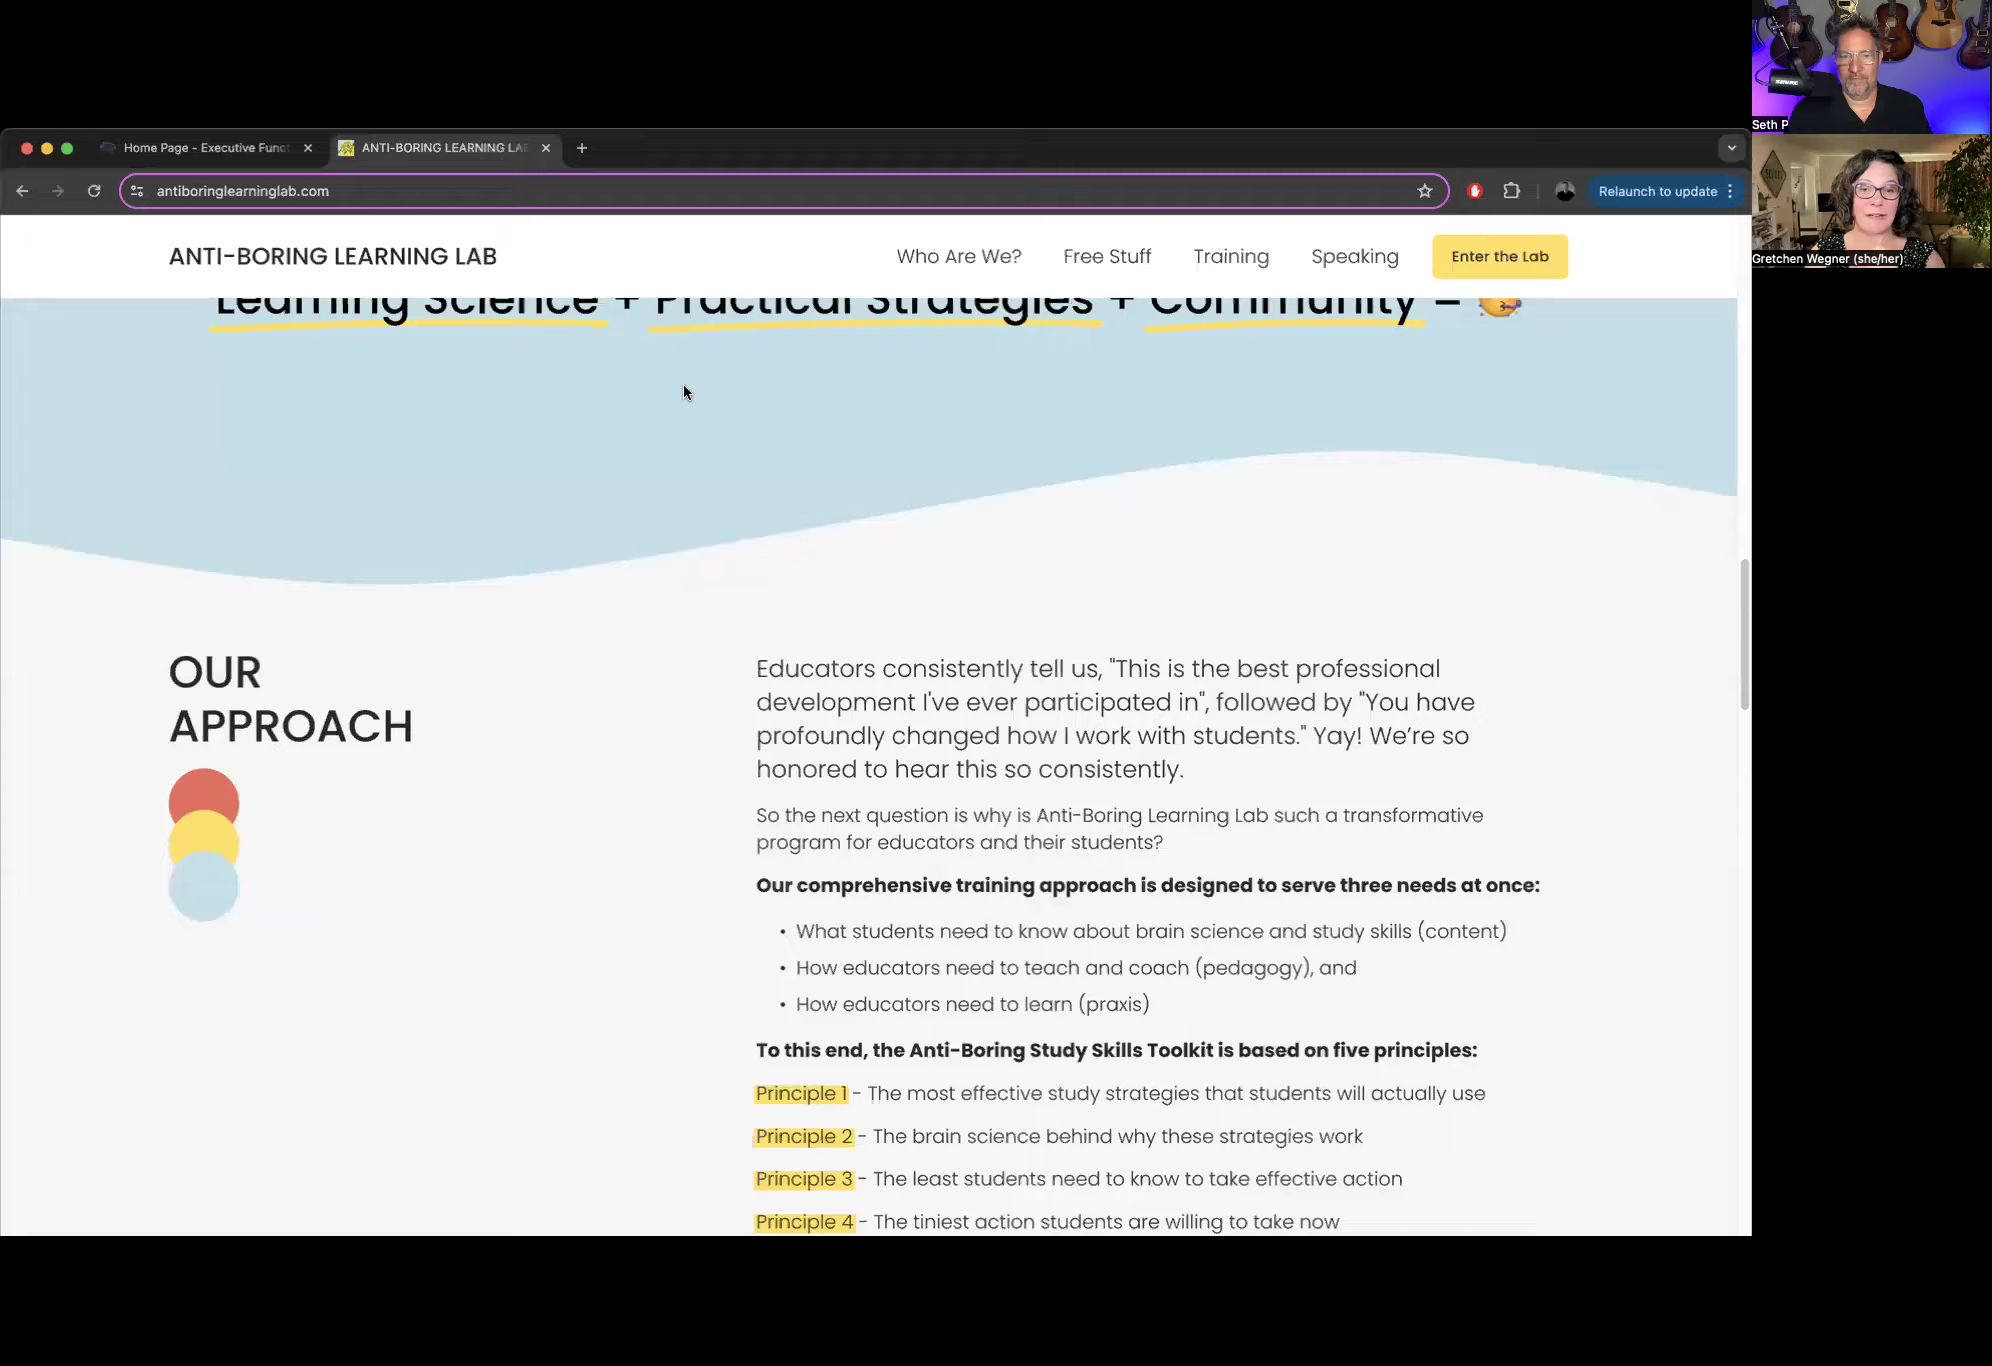 SHURE
Seth P
Gretchen Wegner (she/her)
Home Page - Executive Funct
ANTI-BORING LEARNING LA
antiboringlearninglab.com
Relaunch to update
ANTI-BORING LEARNING LAB
Who Are We?
Free Stuff
Training
Speaking
Enter the Lab
Learning Science + Practical Strategies + Community =
OUR
APPROACH
Educators consistently tell us, "This is the best professional
development I've ever participated in", followed by "You have
profoundly changed how I work with students." Yay! We’re so
honored to hear this so consistently.
So the next question is why is Anti-Boring Learning Lab such a transformative
program for educators and their students?
Our comprehensive training approach is designed to serve three needs at once:
• What students need to know about brain science and study skills (content)
• How educators need to teach and coach (pedagogy), and
• How educators need to learn (praxis)
To this end, the Anti-Boring Study Skills Toolkit is based on five principles:
Principle 1 - The most effective study strategies that students will actually use
Principle 2 - The brain science behind why these strategies work
Principle 3 - The least students need to know to take effective action
Principle 4 - The tiniest action students are willing to take now